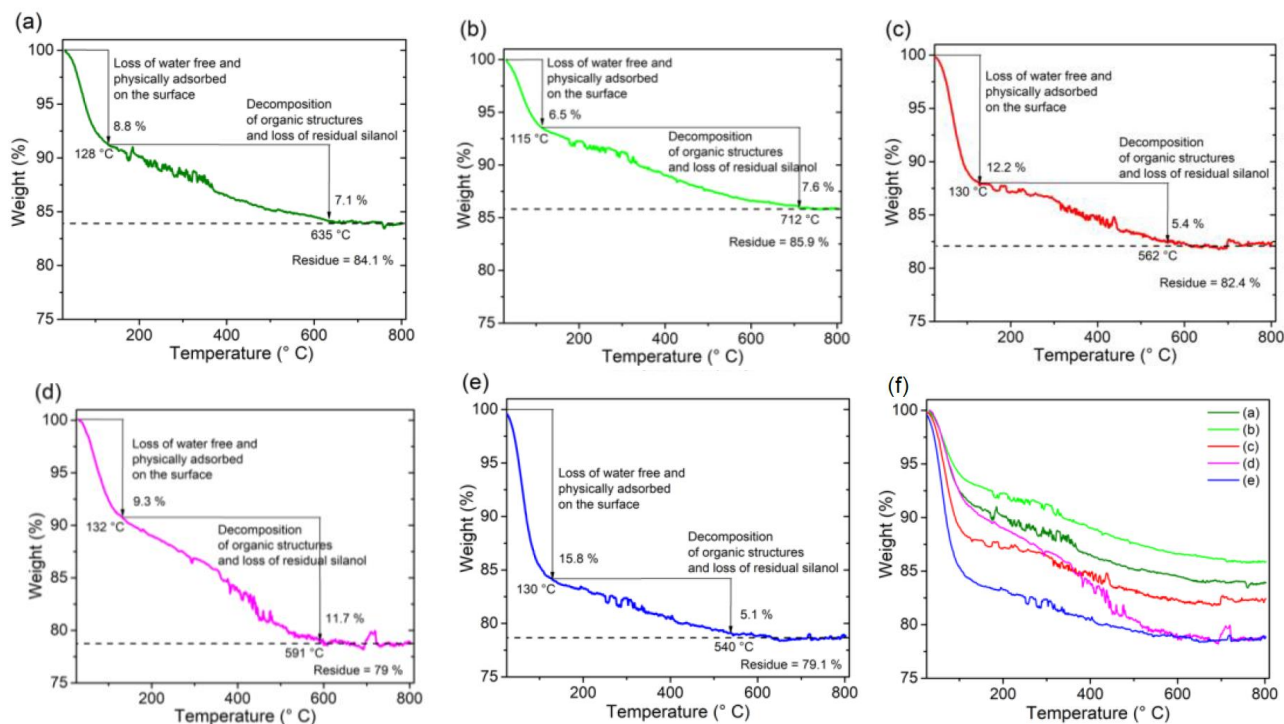 (a)
100
95
90
85
80
75
Weight (%)
Loss of water free and
physically adsorbed
on the surface
8.8 %
128 °C
Decomposition
of organic structures
and loss of residual silanol
7.1 %
635 °C
Residue = 84.1 %
200
400
600
800
Temperature (° C)
(b)
100
95
90
85
80
75
Weight (%)
Loss of water free and
physically adsorbed
on the surface
6.5 %
115 °C
Decomposition
of organic structures
and loss of residual silanol
7.6 %
712 °C
Residue = 85.9 %
200
400
600
800
Temperature (° C)
(c)
100
95
90
85
80
75
Weight (%)
Loss of water free and
physically adsorbed
on the surface
12.2 %
130 °C
Decomposition
of organic structures
and loss of residual silanol
5.4 %
562 °C
Residue = 82.4 %
200
400
600
800
Temperature (° C)
(d)
100
95
90
85
80
75
Weight (%)
Loss of water free and
physically adsorbed
on the surface
9.3 %
132 °C
Decomposition
of organic structures
and loss of residual silanol
11.7 %
591 °C
Residue = 79 %
200
400
600
800
Temperature (° C)
(e)
100
95
90
85
80
75
Weight (%)
Loss of water free and
physically adsorbed
on the surface
15.8 %
130 °C
Decomposition
of organic structures
and loss of residual silanol
5.1 %
540 °C
Residue = 79.1 %
200
400
600
800
Temperature (° C)
(f)
100
95
90
85
80
75
Weight (%)
(a)
(b)
(c)
(d)
(e)
200
400
600
800
Temperature (° C)